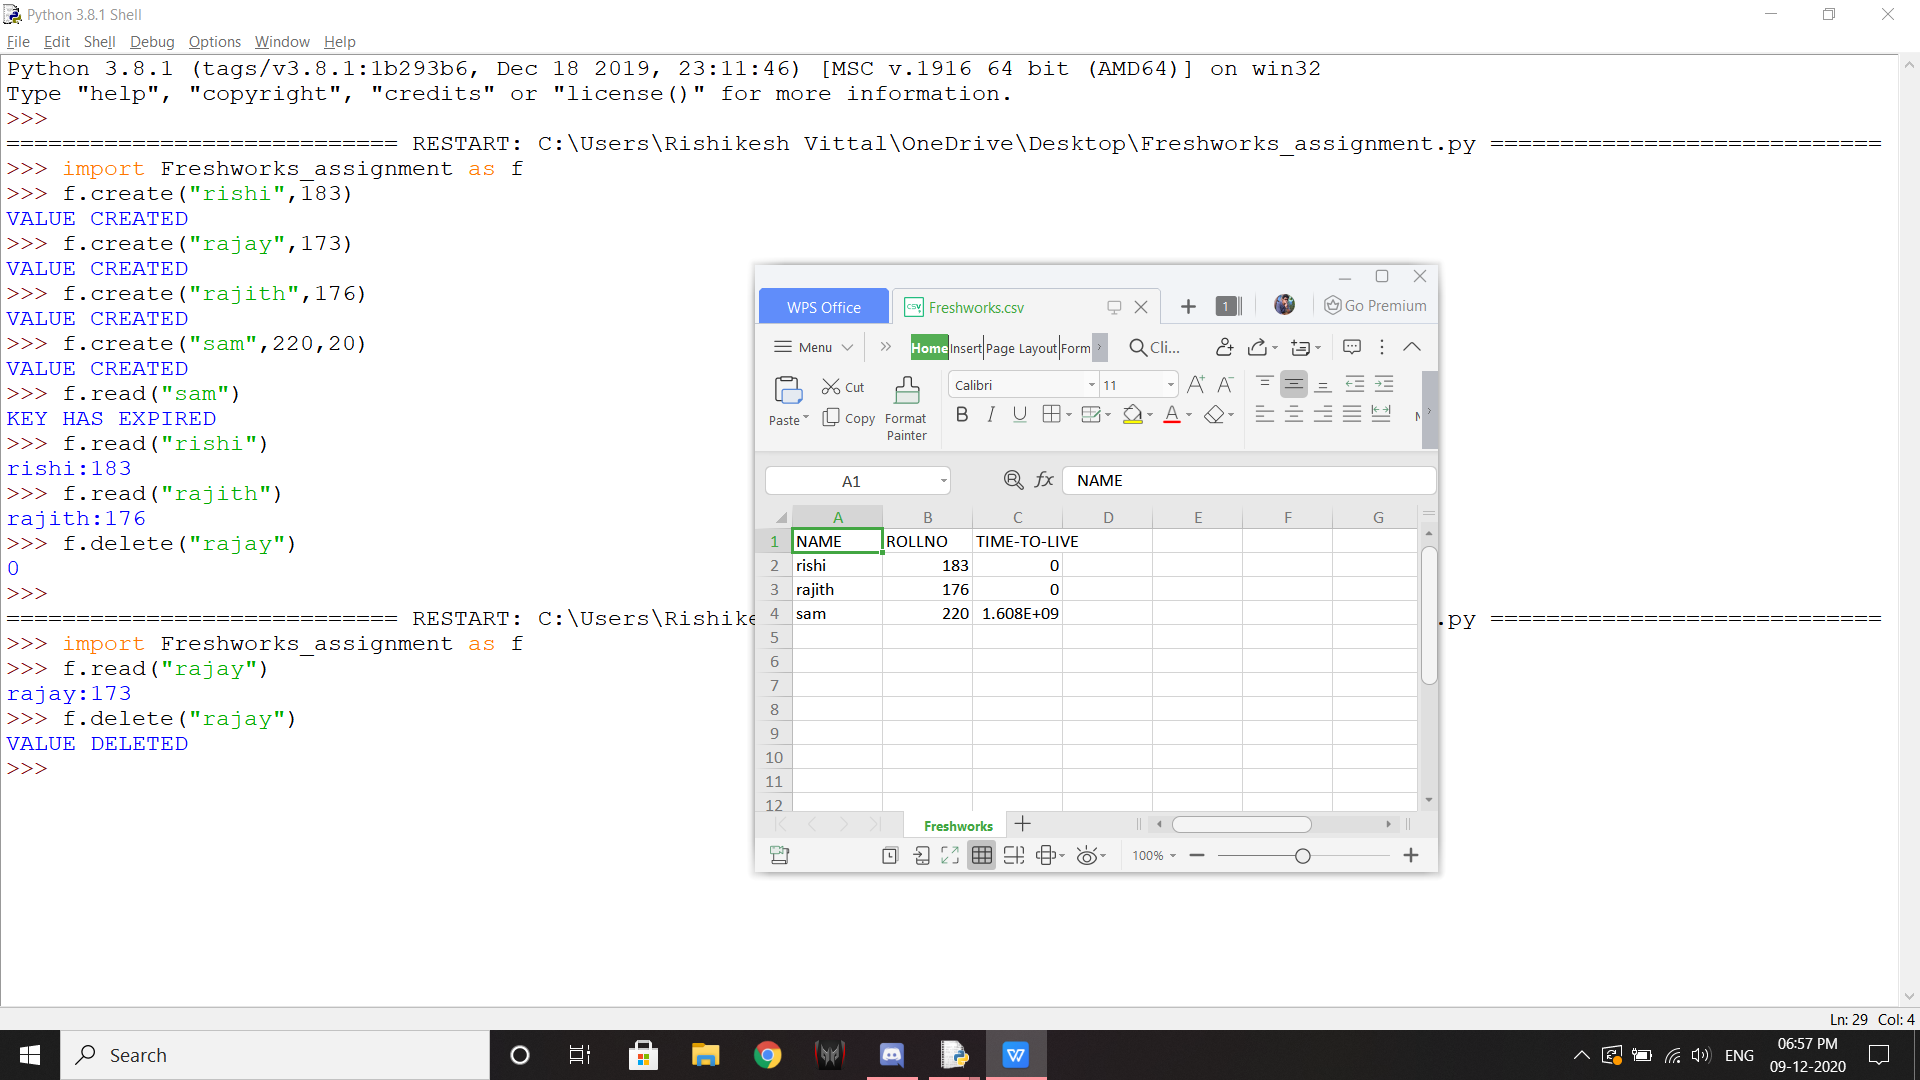 Python 3.8.1 Shell
File Edit Shell Debug Options Window Help
Python 3.8.1 (tags/v3.8.1:1b293b6, Dec 18 2019, 23:11:46) [MSC v.1916 64 bit (AMD64)] on win32
Type "help", "copyright", "credits" or "license()" for more information.
>>>
============================ RESTART: C:\Users\Rishikesh Vittal\OneDrive\Desktop\Freshworks_assignment.py ============================
>>> import Freshworks_assignment as f
>>> f.create("rishi",183)
VALUE CREATED
>>> f.create("rajay",173)
VALUE CREATED
>>> f.create("rajith",176)
VALUE CREATED
>>> f.create("sam",220,20)
VALUE CREATED
>>> f.read("sam")
KEY HAS EXPIRED
>>> f.read("rishi")
rishi:183
>>> f.read("rajith")
rajith:176
>>> f.delete("rajay")
0
>>>
============================ RESTART: C:\Users\Rishike .py ============================
>>> import Freshworks_assignment as f
>>> f.read("rajay")
rajay:173
>>> f.delete("rajay")
VALUE DELETED
>>>
WPS Office Freshworks.csv 1 Go Premium
Menu Home Insert Page Layout Form Cli...
Paste Cut Copy Format Painter
Calibri 11
B I U A
A1 fx NAME
A B C D E F G
1 NAME ROLLNO TIME-TO-LIVE
2 rishi 183 0
3 rajith 176 0
4 sam 220 1.608E+09
5
6
7
8
9
10
11
12
Freshworks
100%
Ln: 29 Col: 4
Search
ENG
06:57 PM
09-12-2020